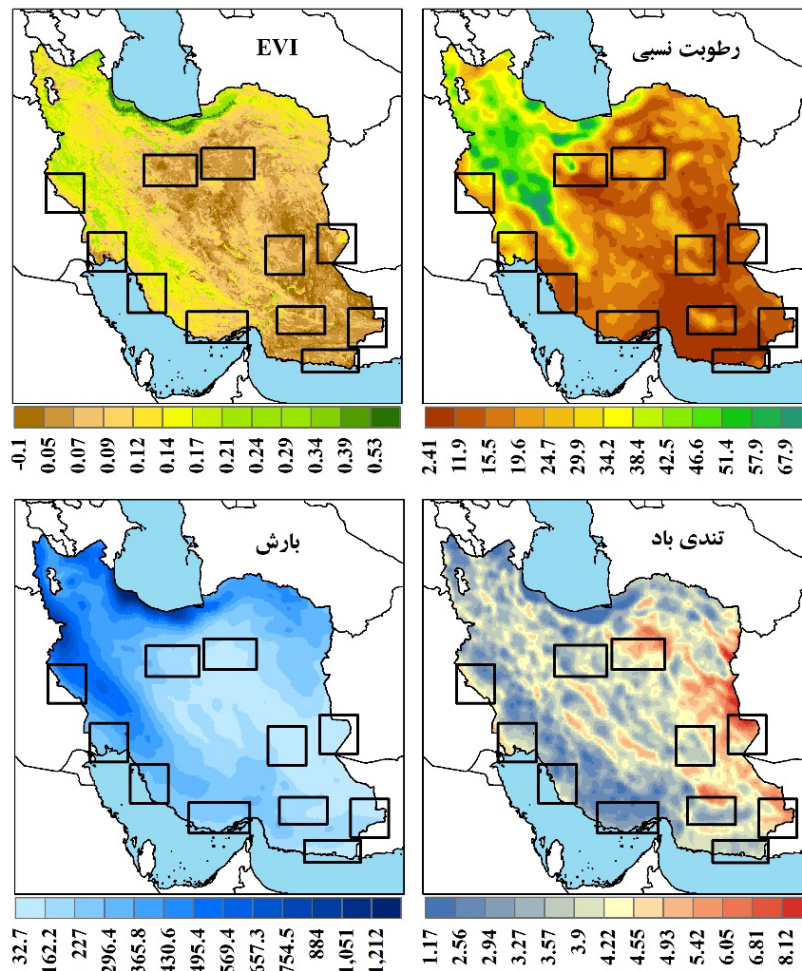 EVI
رطوبت نسبی
-0.1 0.05 0.07 0.09 0.12 0.14 0.17 0.21 0.24 0.29 0.34 0.39 0.53
2.41 11.9 15.5 19.6 24.7 29.9 34.2 38.4 42.5 46.6 51.4 57.9 67.9
بارش
تندی باد
32.7 162.2 227 296.4 365.8 430.6 495.4 569.4 657.3 754.5 884 1,051 1,212
1.17 2.56 2.94 3.27 3.57 3.9 4.22 4.55 4.93 5.42 6.05 6.81 8.12